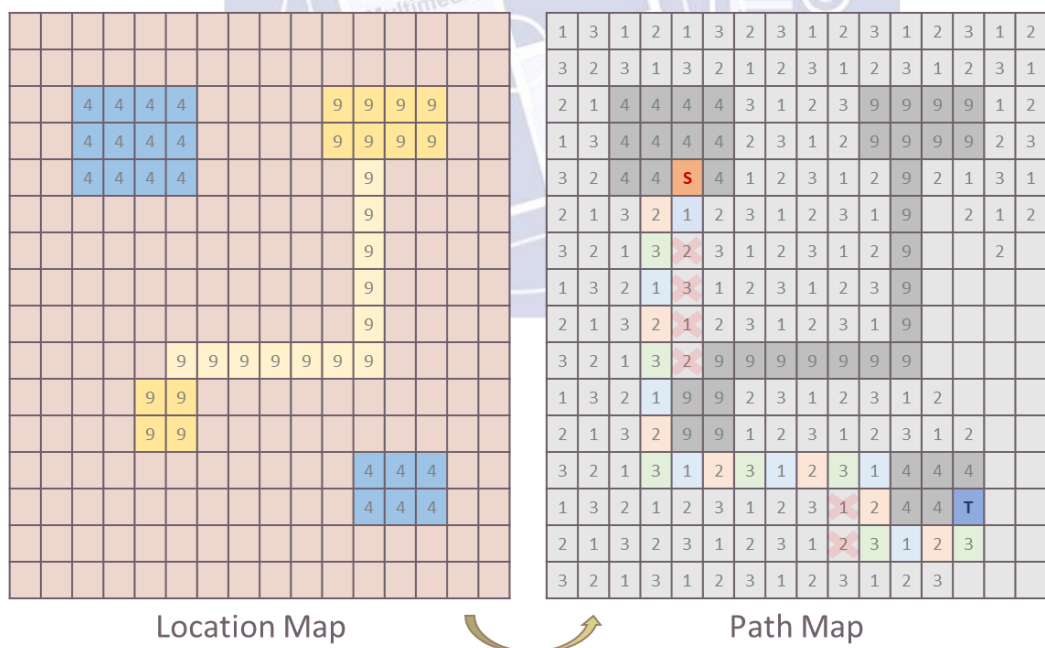 4 4 4 4 9 9 9 9
4 4 4 4 9 9 9 9
4 4 4 4 9
9
9
9
9
9 9 9 9 9 9 9
9 9
9 9
4 4 4
4 4 4
Location Map
1 3 1 2 1 3 2 3 1 2 3 1 2 3 1 2
3 2 3 1 3 2 1 2 3 1 2 3 1 2 3 1
2 1 4 4 4 4 3 1 2 3 9 9 9 9 1 2
1 3 4 4 4 4 2 3 1 2 9 9 9 9 2 3
3 2 4 4 S 4 1 2 3 1 2 9 2 1 3 1
2 1 3 2 1 2 3 1 2 3 1 9 2 1 2
3 2 1 3 2 3 1 2 3 1 2 9 2
1 3 2 1 3 1 2 3 1 2 3 9
2 1 3 2 1 2 3 1 2 3 1 9
3 2 1 3 2 9 9 9 9 9 9 9
1 3 2 1 9 9 2 3 1 2 3 1 2
2 1 3 2 9 9 1 2 3 1 2 3 1 2
3 2 1 3 1 2 3 1 2 3 1 4 4 4
1 3 2 1 2 3 1 2 3 1 2 4 4 T
2 1 3 2 3 1 2 3 1 2 3 1 2 3
3 2 1 3 1 2 3 1 2 3 1 2 3
Path Map